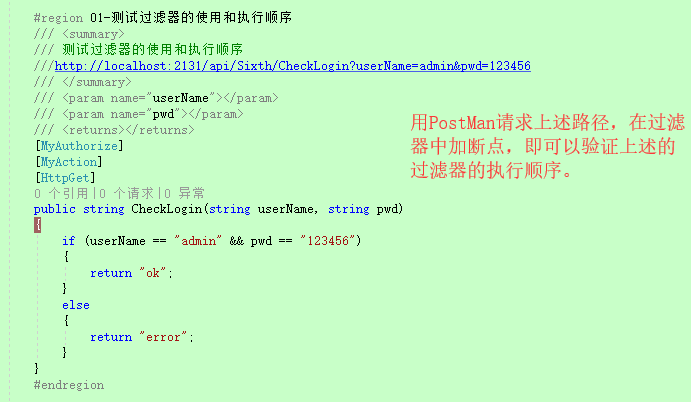 #region 01-测试过滤器的使用和执行顺序
/// <summary>
/// 测试过滤器的使用和执行顺序
///http://localhost:2131/api/Sixth/CheckLogin?userName=admin&pwd=123456
/// </summary>
/// <param name="userName"></param>
/// <param name="pwd"></param>
/// <returns></returns>
[MyAuthorize]
[MyAction]
[HttpGet]
0 个引用|0 个请求|0 异常
public string CheckLogin(string userName, string pwd)
{
if (userName == "admin" && pwd == "123456")
{
return "ok";
}
else
{
return "error";
}
}
#endregion
用PostMan请求上述路径，在过滤
器中加断点，即可以验证上述的
过滤器的执行顺序。